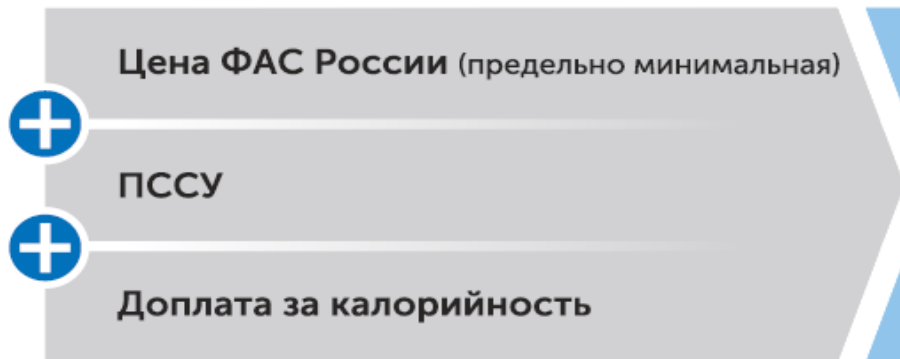 Цена ФАС России (предельно минимальная)
ПССУ
Доплата за калорийность